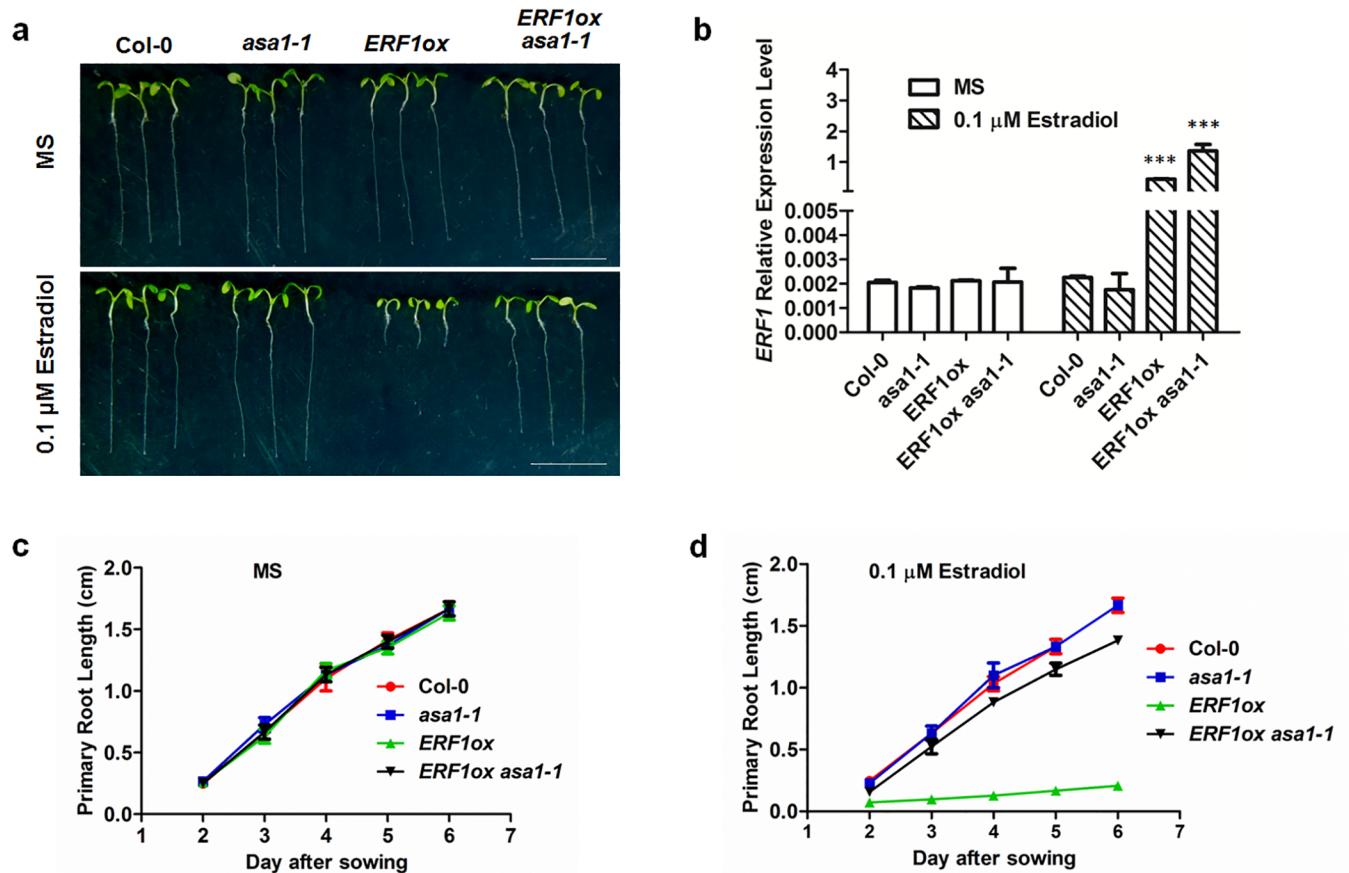 a
Col-0
asa1-1
ERF1ox
ERF1ox
asa1-1
MS
0.1 μM Estradiol
b
ERF1 Relative Expression Level
4
3
2
1
0.005
0.004
0.003
0.002
0.001
0.000
MS
0.1 μM Estradiol
***
***
Col-0
asa1-1
ERF1ox
ERF1ox asa1-1
Col-0
asa1-1
ERF1ox
ERF1ox asa1-1
c
MS
Primary Root Length (cm)
2.0
1.5
1.0
0.5
0.0
1 2 3 4 5 6 7
Day after sowing
Col-0
asa1-1
ERF1ox
ERF1ox asa1-1
d
0.1 μM Estradiol
Primary Root Length (cm)
2.0
1.5
1.0
0.5
0.0
1 2 3 4 5 6 7
Day after sowing
Col-0
asa1-1
ERF1ox
ERF1ox asa1-1